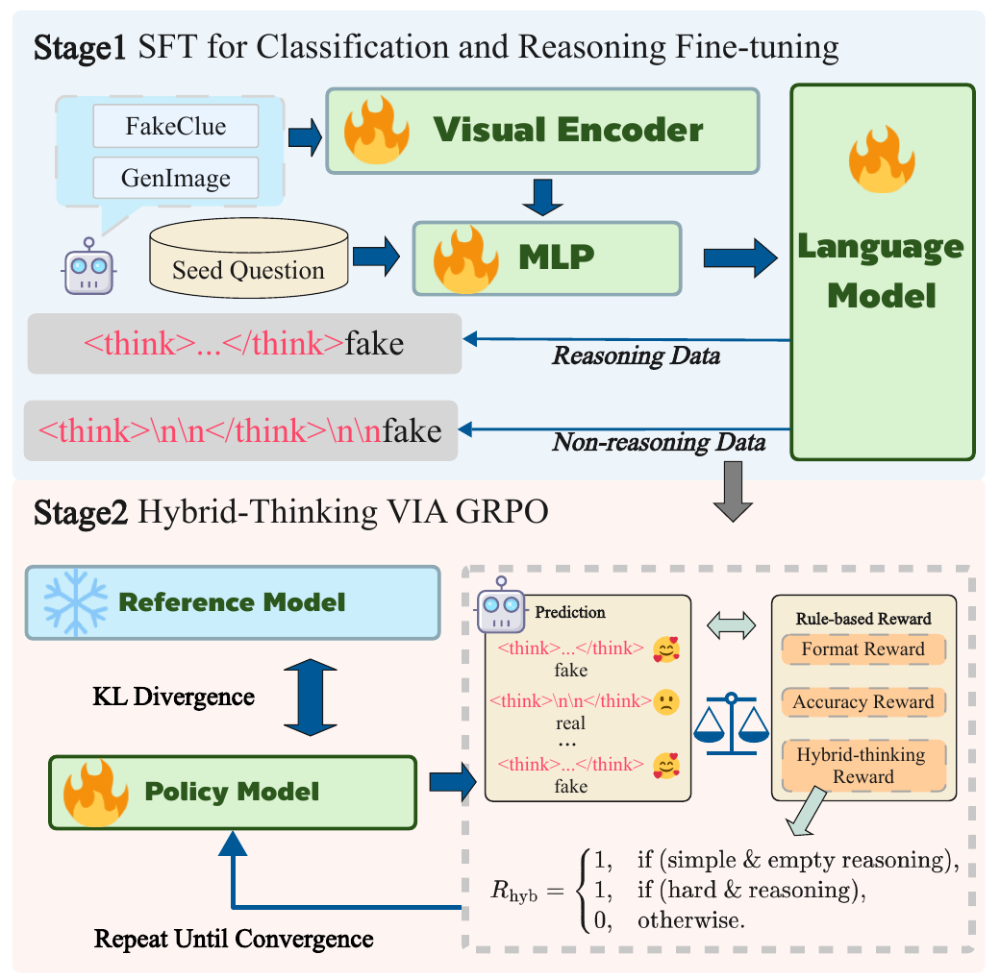 Stage1 SFT for Classification and Reasoning Fine-tuning
FakeClue
GenImage
Visual Encoder
Seed Question
MLP
Language
Model
<think>...</think>fake
Reasoning Data
<think>\n\n</think>\n\nfake
Non-reasoning Data
Stage2 Hybrid-Thinking VIA GRPO
Reference Model
KL Divergence
Policy Model
Repeat Until Convergence
Prediction
<think>...</think>
fake
<think>\n\n</think>
real
...
<think>...</think>
fake
Rule-based Reward
Format Reward
Accuracy Reward
Hybrid-thinking
Reward
R_hyb = { 1, if (simple & empty reasoning),
1, if (hard & reasoning),
0, otherwise.